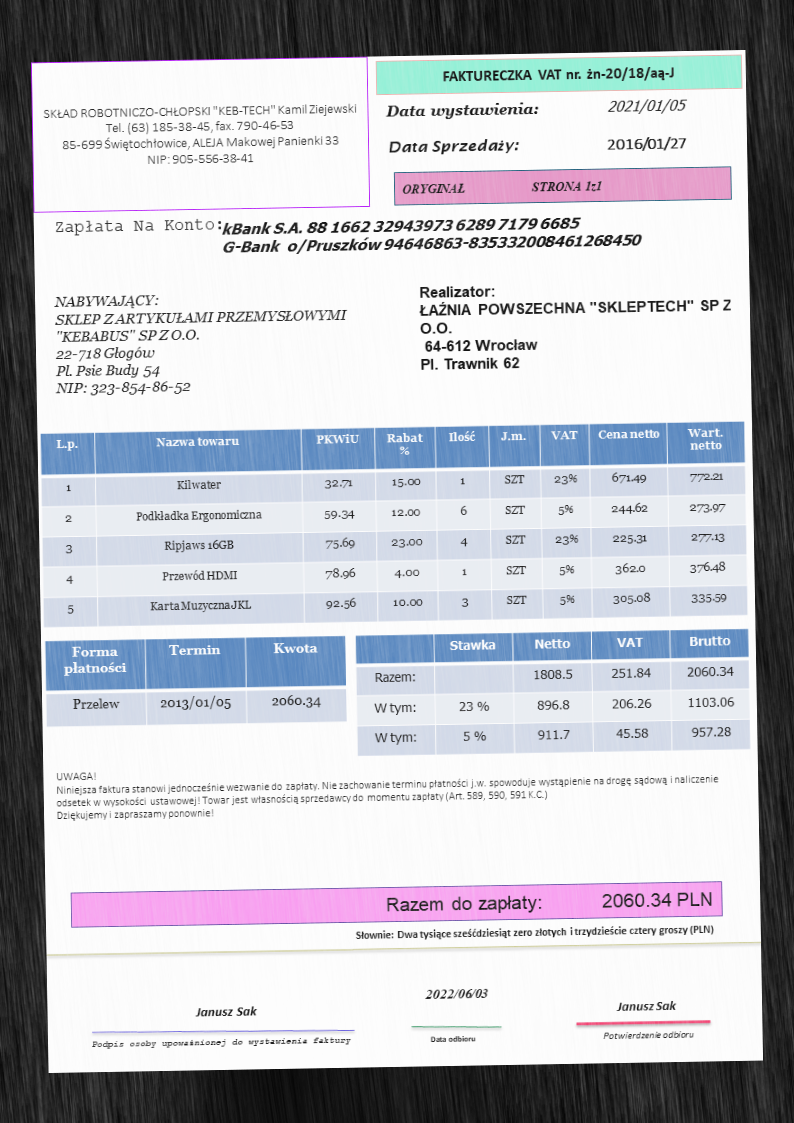 SKŁAD ROBOTNICZO-CHŁOPSKI "KEB-TECH" Kamil Ziejewski
Tel. (63) 185-38-45, fax. 790-46-53
85-699 Świętochłowice, ALEJA Makowej Panienki 33
NIP: 905-556-38-41
FAKTURECZKA VAT nr. żn-20/18/aą-J
Data wystawienia: 2021/01/05
Data Sprzedaży: 2016/01/27
ORYGINAŁ STRONA 1z1
Zapłata Na Konto: kBank S.A. 88 1662 32943973 6289 7179 6685
G-Bank o/Pruszków 94646863-835332008461268450
NABYWAJĄCY:
SKLEP Z ARTYKUŁAMI PRZEMYSŁOWYMI
"KEBABUS" SP Z O.O.
22-718 Głogów
Pl. Psie Budy 54
NIP: 323-854-86-52
Realizator:
ŁAŹNIA POWSZECHNA "SKLEPTECH" SP Z
O.O.
64-612 Wrocław
Pl. Trawnik 62
L.p. Nazwa towaru PKWiU Rabat % Ilość J.m. VAT Cena netto Wart. netto
1 Kilwater 32.71 15.00 1 SZT 23% 671.49 772.21
2 Podkładka Ergonomiczna 59.34 12.00 6 SZT 5% 244.62 273.97
3 Ripjaws 16GB 75.69 23.00 4 SZT 23% 225.31 277.13
4 Przewód HDMI 78.96 4.00 1 SZT 5% 362.0 376.48
5 Karta Muzyczna JKL 92.56 10.00 3 SZT 5% 305.08 335.59
Forma płatności Termin Kwota
Przelew 2013/01/05 2060.34
Stawka Netto VAT Brutto
Razem: 1808.5 251.84 2060.34
W tym: 23 % 896.8 206.26 1103.06
W tym: 5 % 911.7 45.58 957.28
UWAGA!
Niniejsza faktura stanowi jednocześnie wezwanie do zapłaty. Nie zachowanie terminu płatności j.w. spowoduje wystąpienie na drogę sądową i naliczenie
odsetek w wysokości ustawowej! Towar jest własnością sprzedawcy do momentu zapłaty (Art. 589, 590, 591 K.C.)
Dziękujemy i zapraszamy ponownie!
Razem do zapłaty: 2060.34 PLN
Słownie: Dwa tysiące sześćdziesiąt zero złotych i trzydzieście cztery groszy (PLN)
Janusz Sak
2022/06/03
Janusz Sak
Podpis osoby upoważnionej do wystawienia faktury
Data odbioru
Potwierdzenie odbioru